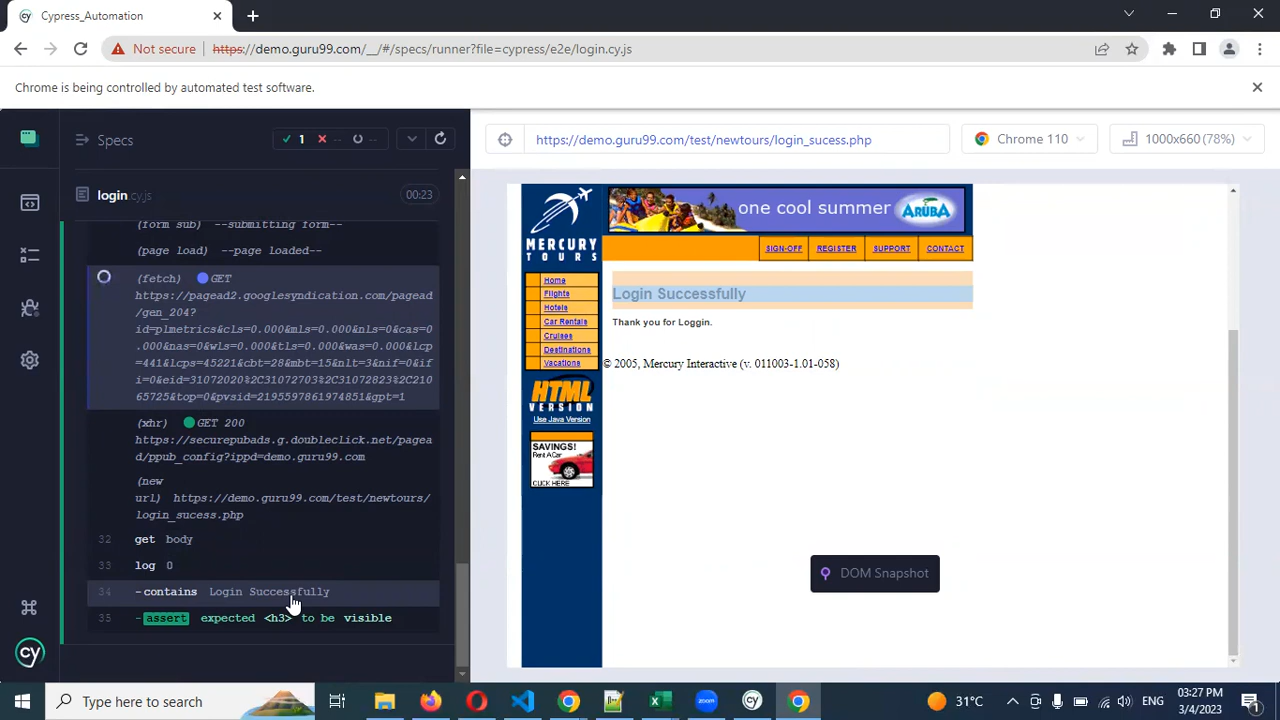 Cypress_Automation
Not secure https://demo.guru99.com/__/#/specs/runner?file=cypress/e2e/login.cy.js
Chrome is being controlled by automated test software.
Specs
1
--
--
login.cy.js
00:23
(form sub) --submitting form--
(page load) --page loaded--
(fetch) GET
https://pagead2.googlesyndication.com/pagead
/gen_204?
id=plmetrics&cls=0.000&mls=0.000&nls=0&cas=0
.000&nas=0&wls=0.000&tls=0.000&was=0.000&wup
=441&lcps=45221&cbt=28&mbt=15&nlt=3&nif=0&if
i=0&eid=31072020%2C31072703%2C31072823%2C210
65725&top=0&pvsid=2195597861974851&gpt=1
(xhr) GET 200
https://securepubads.g.doubleclick.net/pagea
d/ppub_config?ippd=demo.guru99.com
(new
url) https://demo.guru99.com/test/newtours/
login_sucess.php
32 get body
33 log 0
34 -contains Login Successfully
35 -assert expected <h3> to be visible
cy
https://demo.guru99.com/test/newtours/login_sucess.php
Chrome 110
1000x660 (78%)
MERCURY
TOURS
one cool summer
ARUBA
SIGN-OFF
REGISTER
SUPPORT
CONTACT
Home
Flights
Hotels
Car Rentals
Cruises
Destinations
Vacations
HTML
VERSION
Use Java Version
SAVINGS!
Rent A Car
CLICK HERE
Login Successfully
Thank you for Loggin.
© 2005, Mercury Interactive (v. 011003-1.01-058)
DOM Snapshot
Type here to search
zoom
cy
31°C
ENG
03:27 PM
3/4/2023
1